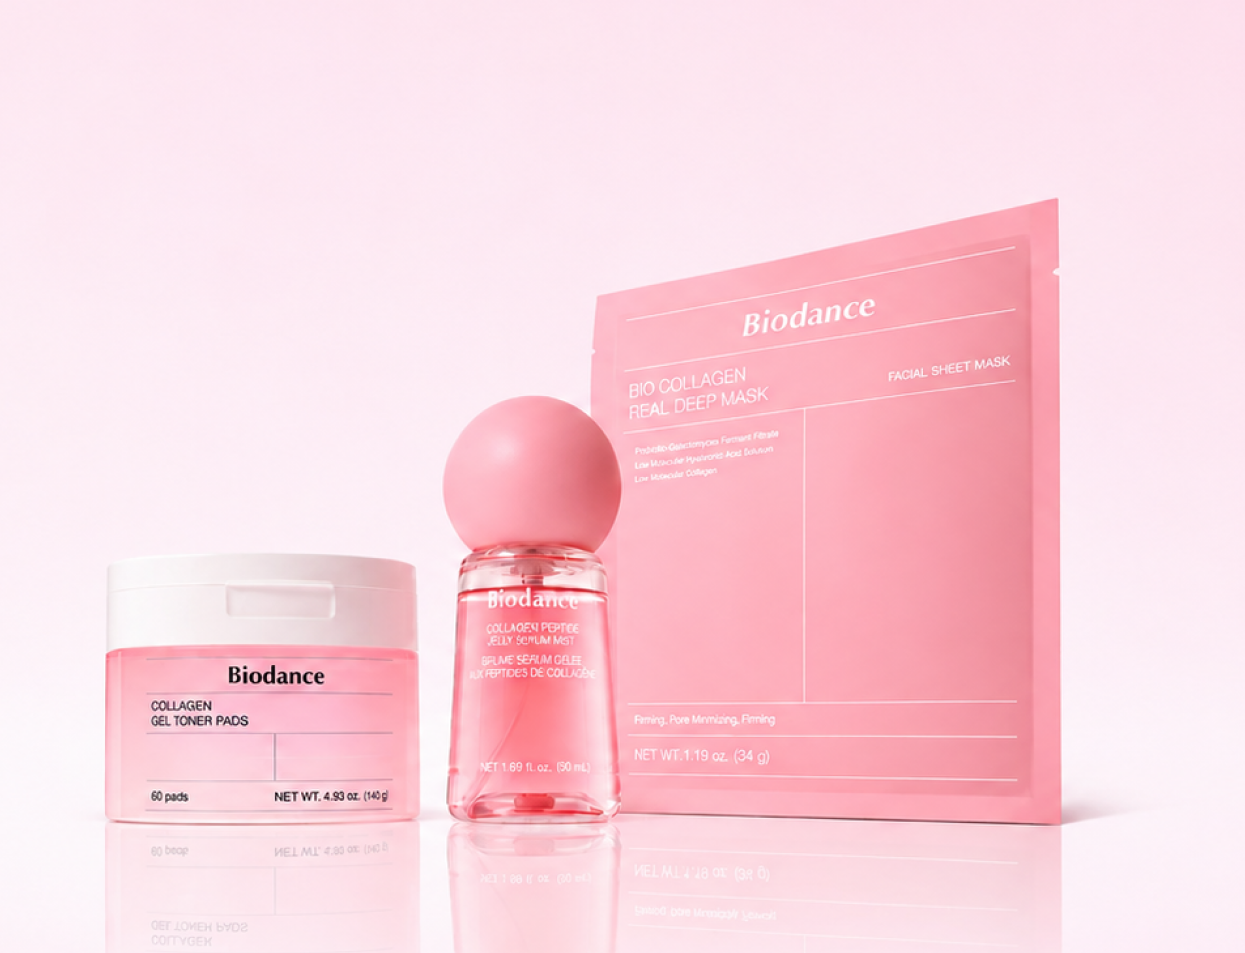 Biodance
COLLAGEN
GEL TONER PADS
60 pads
NET WT. 4.93 oz. (140 g)
Biodance
COLLAGEN PEPTIDE
JELLY SERUM MIST
BRUME SÉRUM GELÉE
AUX PEPTIDES DE COLLAGÈNE
NET 1.69 fl. oz. (50 mL)
Biodance
BIO COLLAGEN
REAL DEEP MASK
FACIAL SHEET MASK
Low Molecular Collagen
Firming, Pore Minimizing, Firming
NET WT.1.19 oz. (34 g)